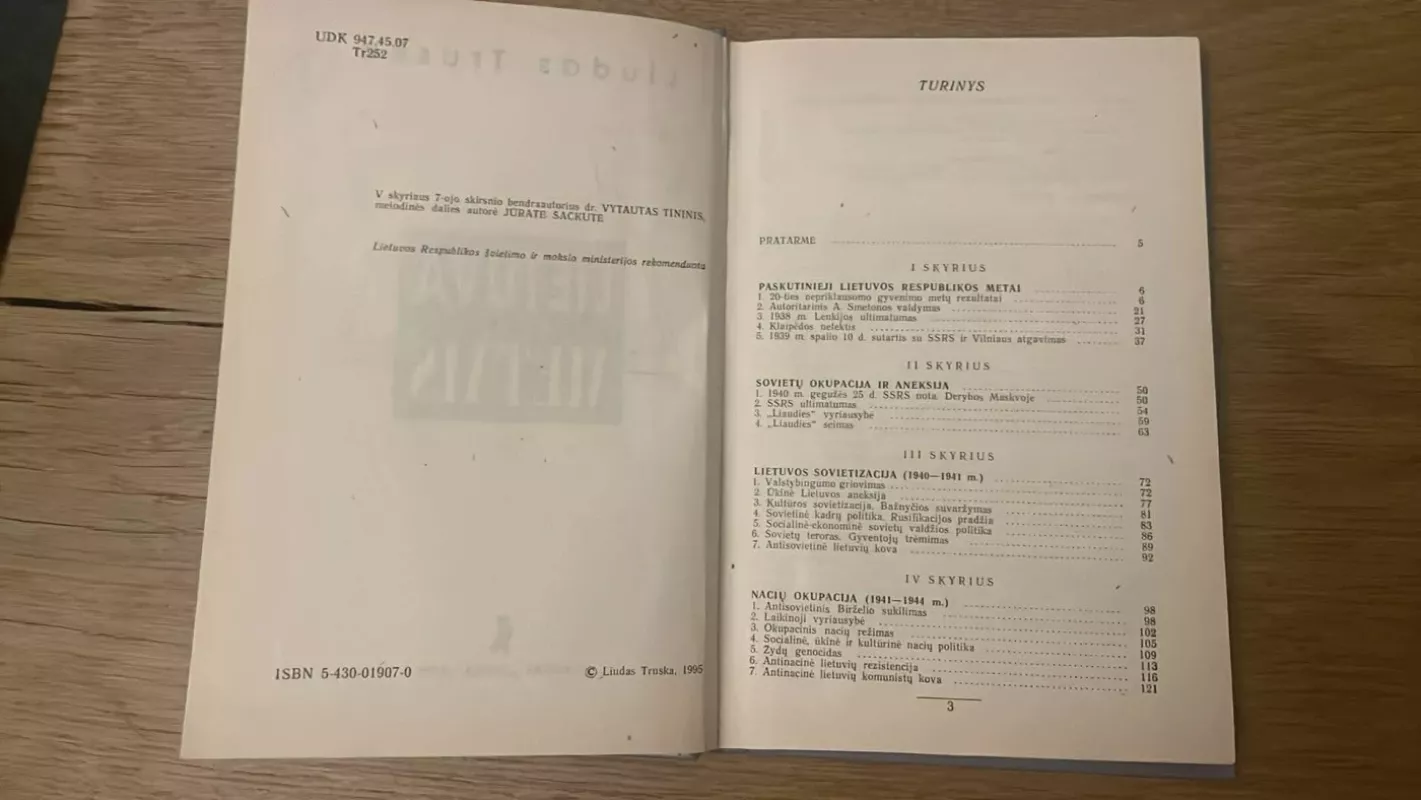 UDK 947.45.07
Tr252
V skyriaus 7-ojo skirsnio bendraautorius dr. VYTAUTAS TININIS,
metodinės dalies autorė JŪRATĖ SAČKUTĖ
Lietuvos Respublikos švietimo ir mokslo ministerijos rekomenduota
ISBN 5-430-01907-0
© Liudas Truska, 1995
TURINYS
PRATARMĖ 5
I SKYRIUS
PASKUTINIEJI LIETUVOS RESPUBLIKOS METAI 6
1. 20-ties nepriklausomo gyvenimo metų rezultatai 6
2. Autoritarinis A. Smetonos valdymas 21
3. 1938 m. Lenkijos ultimatumas 27
4. Klaipėdos netektis 31
5. 1939 m. spalio 10 d. sutartis su SSRS ir Vilniaus atgavimas 37
II SKYRIUS
SOVIETŲ OKUPACIJA IR ANEKSIJA 50
1. 1940 m. gegužės 25 d. SSRS nota. Derybos Maskvoje 50
2. SSRS ultimatumas 54
3. „Liaudies“ vyriausybė 59
4. „Liaudies“ seimas 63
III SKYRIUS
LIETUVOS SOVIETIZACIJA (1940—1941 m.) 72
1. Valstybingumo griovimas 72
2. Ūkinė Lietuvos aneksija 77
3. Kultūros sovietizacija. Bažnyčios suvaržymas 81
4. Sovietinė kadrų politika. Rusifikacijos pradžia 83
5. Socialinė-ekonominė sovietų valdžios politika 86
6. Sovietų teroras. Gyventojų trėmimas 89
7. Antisovietinė lietuvių kova 92
IV SKYRIUS
NACIŲ OKUPACIJA (1941—1944 m.) 98
1. Antisovietinis Birželio sukilimas 98
2. Laikinoji vyriausybė 102
3. Okupacinis nacių režimas 105
4. Socialinė, ūkinė ir kultūrinė nacių politika 109
5. Žydų genocidas 113
6. Antinacinė lietuvių rezistencija 116
7. Antinacinė lietuvių komunistų kova 121
3